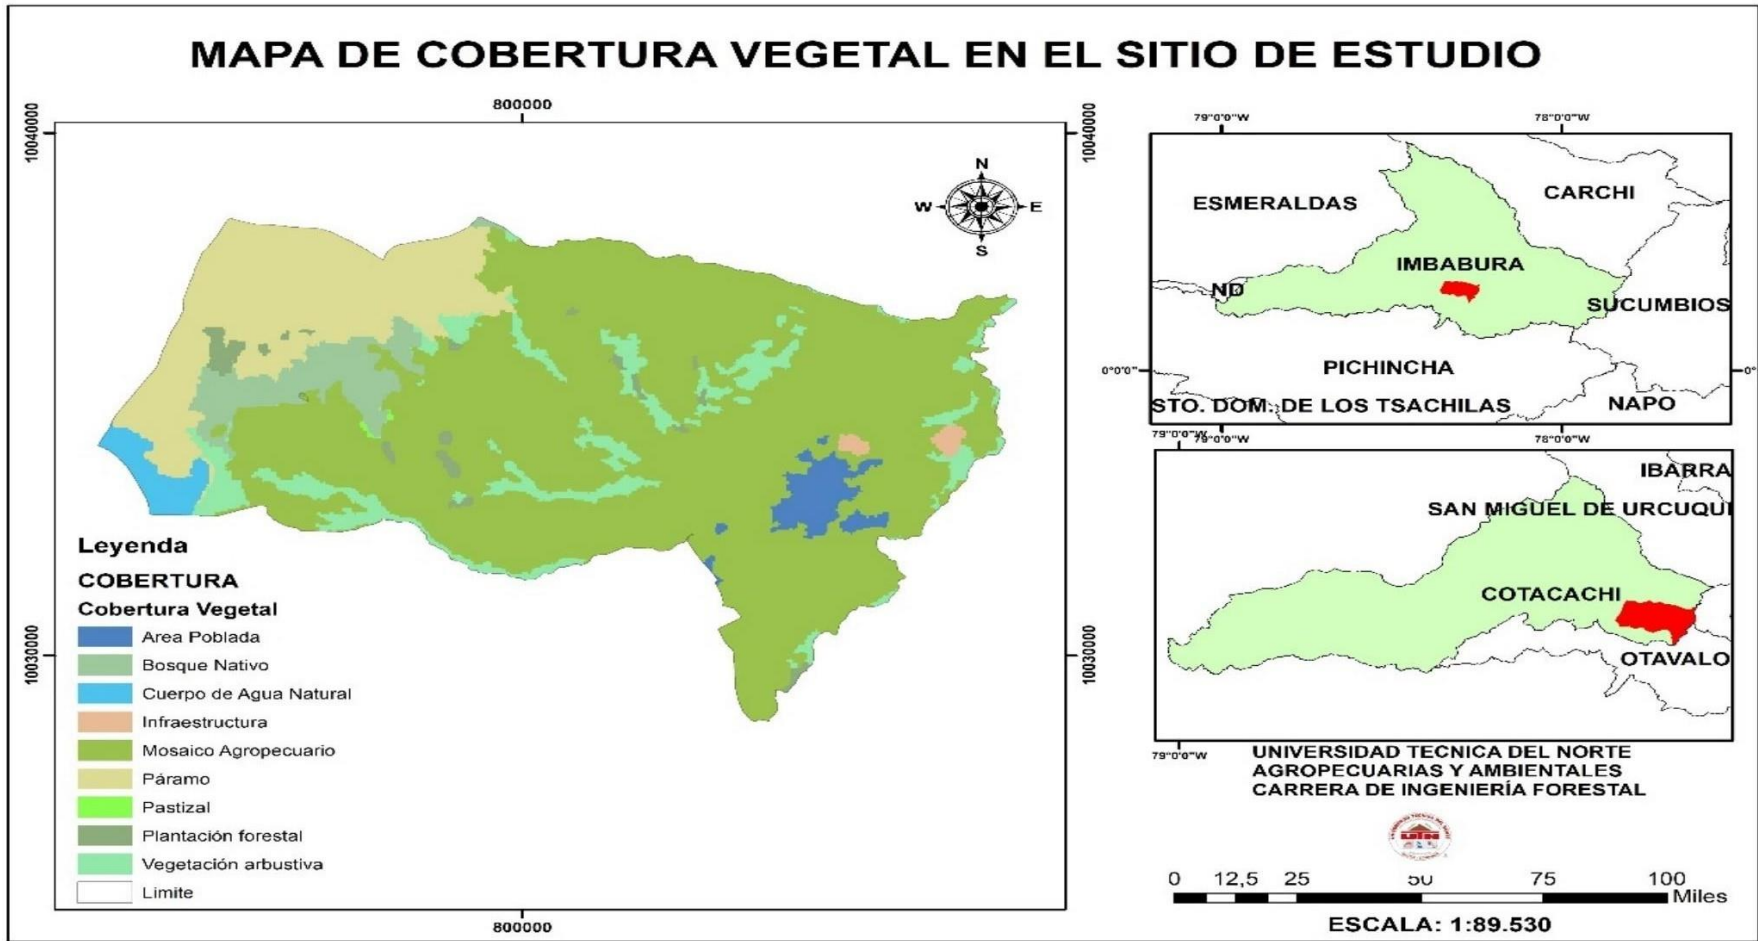 MAPA DE COBERTURA VEGETAL EN EL SITIO DE ESTUDIO
800000
10040000
10040000
N
W
E
S
10030000
10030000
Leyenda
COBERTURA
Cobertura Vegetal
Area Poblada
Bosque Nativo
Cuerpo de Agua Natural
Infraestructura
Mosaico Agropecuario
Páramo
Pastizal
Plantación forestal
Vegetación arbustiva
Limite
800000
79°0'0"W
78°0'0"W
ESMERALDAS
CARCHI
IMBABURA
ND
SUCUMBIOS
PICHINCHA
0°0'0"
0°
STO. DOM. DE LOS TSACHILAS
NAPO
79°0'0"W
79°0'0"W
78°0'0"W
IBARRA
SAN MIGUEL DE URCUQUI
COTACACHI
OTAVALO
79°0'0"W
UNIVERSIDAD TECNICA DEL NORTE
AGROPECUARIAS Y AMBIENTALES
CARRERA DE INGENIERÍA FORESTAL
UTN
0 12,5 25 50 75 100
Miles
ESCALA: 1:89.530